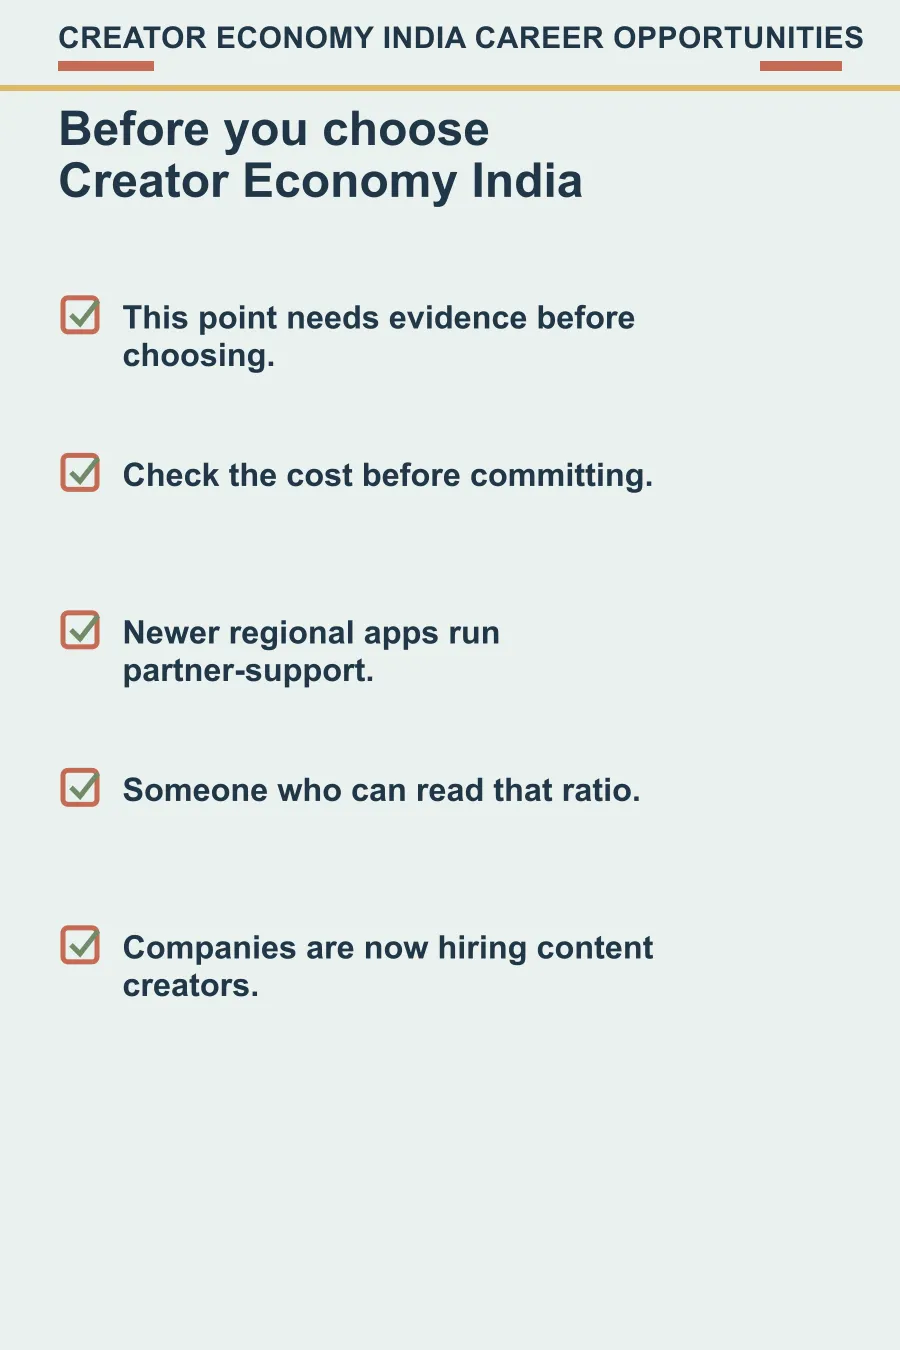 CREATOR ECONOMY INDIA CAREER OPPORTUNITIES
Before you choose
Creator Economy India
This point needs evidence before
choosing.
Check the cost before committing.
Newer regional apps run
partner-support.
Someone who can read that ratio.
Companies are now hiring content
creators.